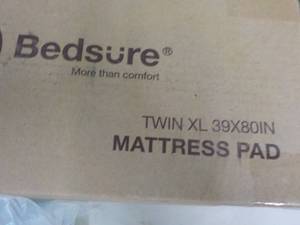 Bedsure®
More than comfort
TWIN XL 39X80IN
MATTRESS PAD